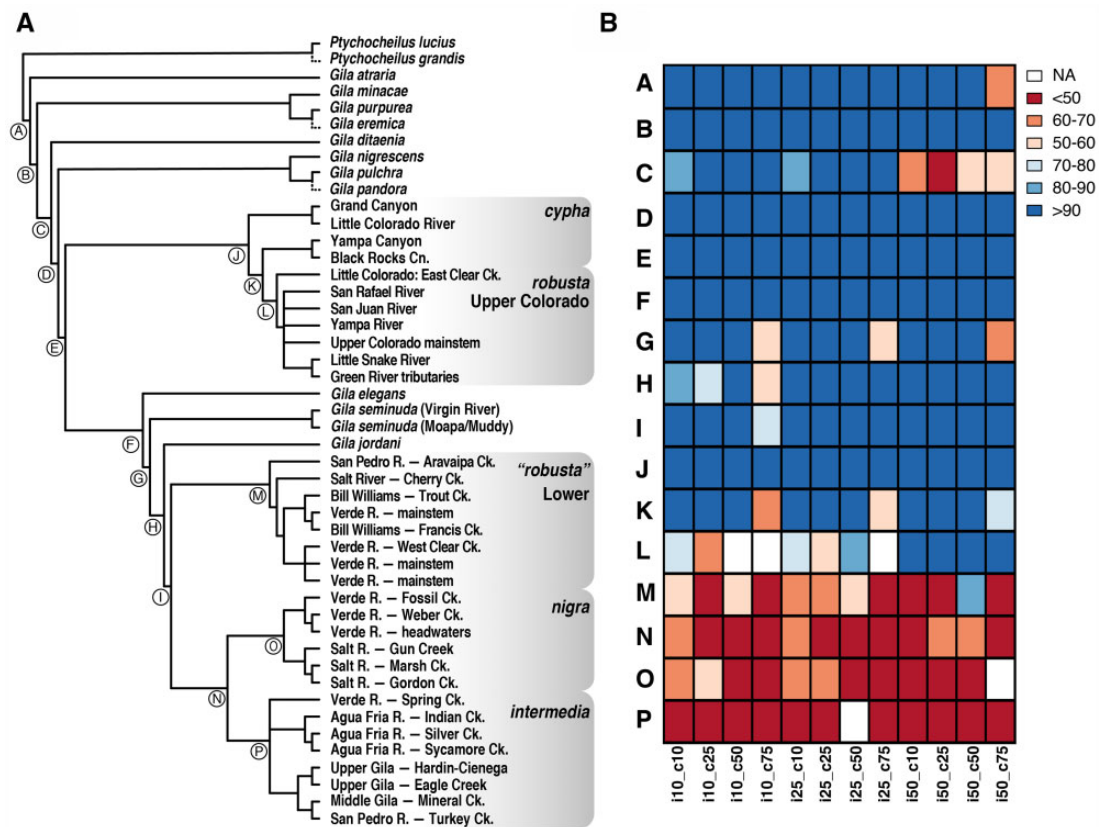 A
Ptychocheilus lucius
Ptychocheilus grandis
Gila atraria
Gila minacae
Gila purpurea
Gila eremica
Gila ditaenia
Gila nigrescens
Gila pulchra
Gila pandora
Grand Canyon
cypha
Little Colorado River
Yampa Canyon
Black Rocks Cn.
Little Colorado: East Clear Ck.
robusta
San Rafael River
Upper Colorado
San Juan River
Yampa River
Upper Colorado mainstem
Little Snake River
Green River tributaries
Gila elegans
Gila seminuda (Virgin River)
Gila seminuda (Moapa/Muddy)
Gila jordani
San Pedro R. — Aravaipa Ck.
"robusta"
Salt River — Cherry Ck.
Lower
Bill Williams — Trout Ck.
Verde R. — mainstem
Bill Williams — Francis Ck.
Verde R. — West Clear Ck.
Verde R. — mainstem
Verde R. — mainstem
Verde R. — Fossil Ck.
nigra
Verde R. — Weber Ck.
Verde R. — headwaters
Salt R. — Gun Creek
Salt R. — Marsh Ck.
Salt R. — Gordon Ck.
Verde R. — Spring Ck.
intermedia
Agua Fria R. — Indian Ck.
Agua Fria R. — Silver Ck.
Agua Fria R. — Sycamore Ck.
Upper Gila — Hardin-Cienega
Upper Gila — Eagle Creek
Middle Gila — Mineral Ck.
San Pedro R. — Turkey Ck.
A
B
C
D
E
F
G
H
I
J
K
L
M
N
O
P
B
A
B
C
D
E
F
G
H
I
J
K
L
M
N
O
P
i10_c10
i10_c25
i10_c50
i10_c75
i25_c10
i25_c25
i25_c50
i25_c75
i50_c10
i50_c25
i50_c50
i50_c75
NA
<50
60-70
50-60
70-80
80-90
>90